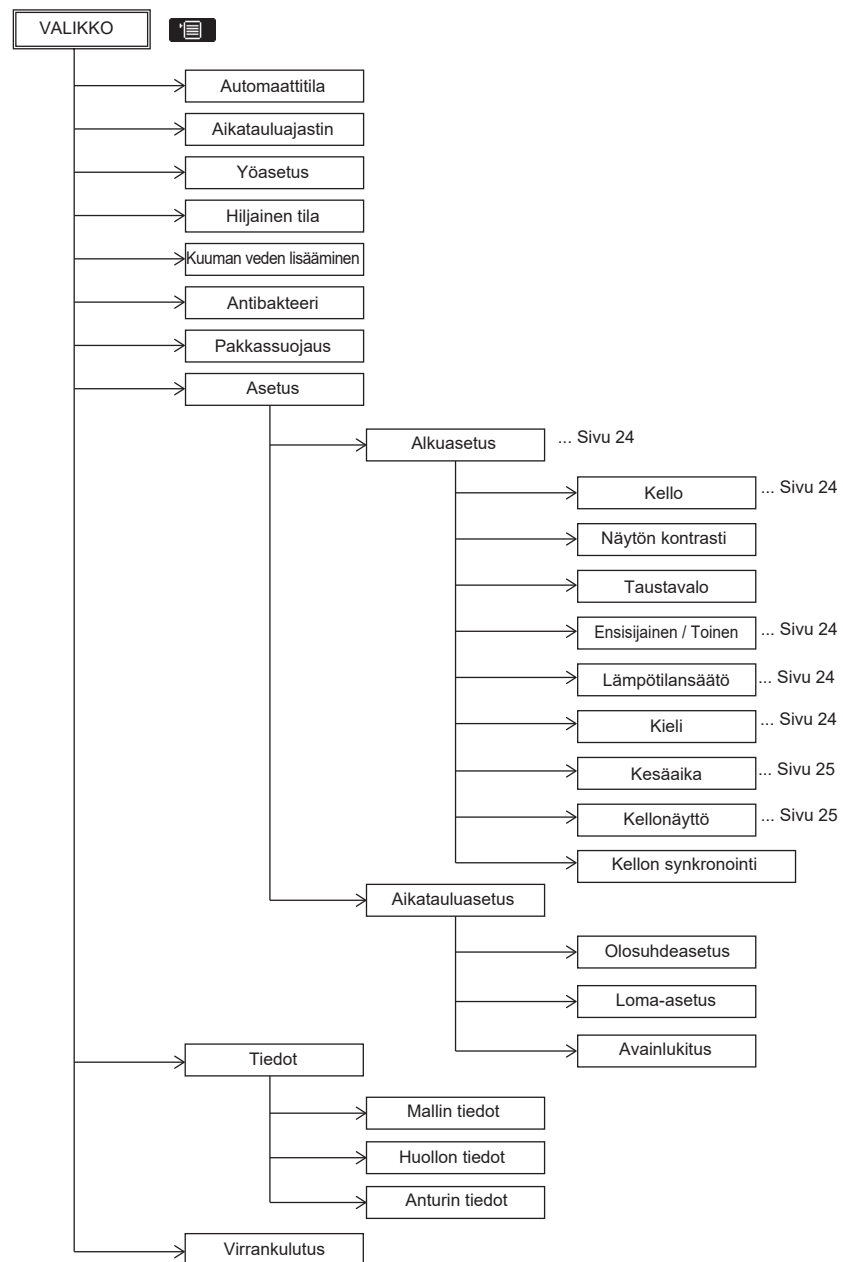 VALIKKO
Automaattitila
Aikatauluajastin
Yöasetus
Hiljainen tila
Kuuman veden lisääminen
Antibakteeri
Pakkassuojaus
Asetus
Alkuasetus ... Sivu 24
Kello ... Sivu 24
Näytön kontrasti
Taustavalo
Ensisijainen / Toinen ... Sivu 24
Lämpötilansäätö ... Sivu 24
Kieli ... Sivu 24
Kesäaika ... Sivu 25
Kellonäyttö ... Sivu 25
Kellon synkronointi
Aikatauluasetus
Olosuhdeasetus
Loma-asetus
Avainlukitus
Tiedot
Mallin tiedot
Huollon tiedot
Anturin tiedot
Virrankulutus